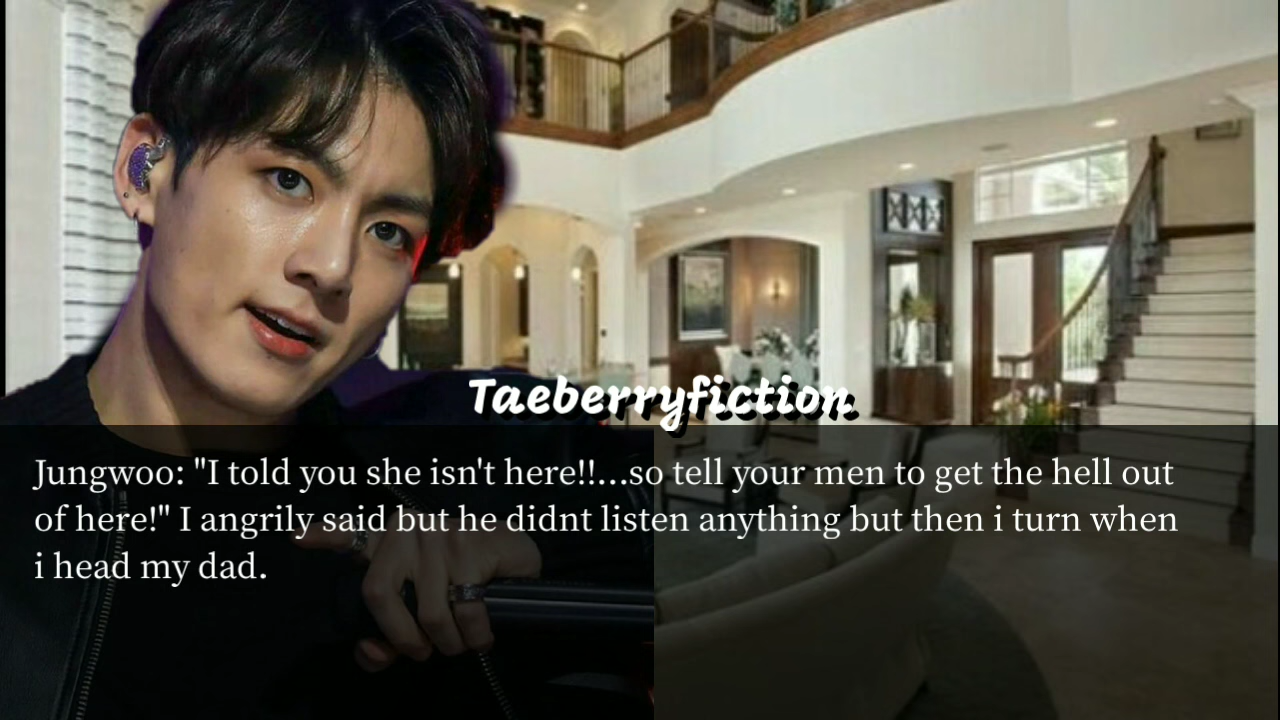 Taeberryfiction
Jungwoo: "I told you she isn't here!!...so tell your men to get the hell out
of here!" I angrily said but he didnt listen anything but then i turn when
i head my dad.